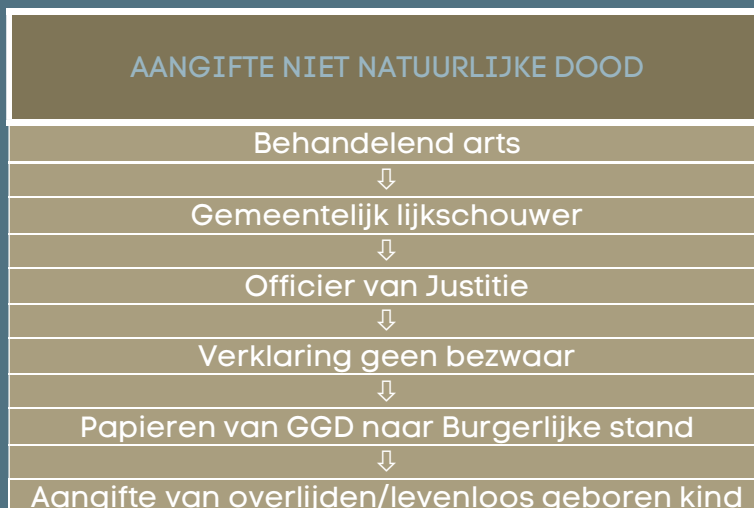 AANGIFTE NIET NATUURLIJKE DOOD
Behandelend arts
⇩
Gemeentelijk lijkschouwer
⇩
Officier van Justitie
⇩
Verklaring geen bezwaar
⇩
Papieren van GGD naar Burgerlijke stand
⇩
Aangifte van overlijden/levenloos geboren kind